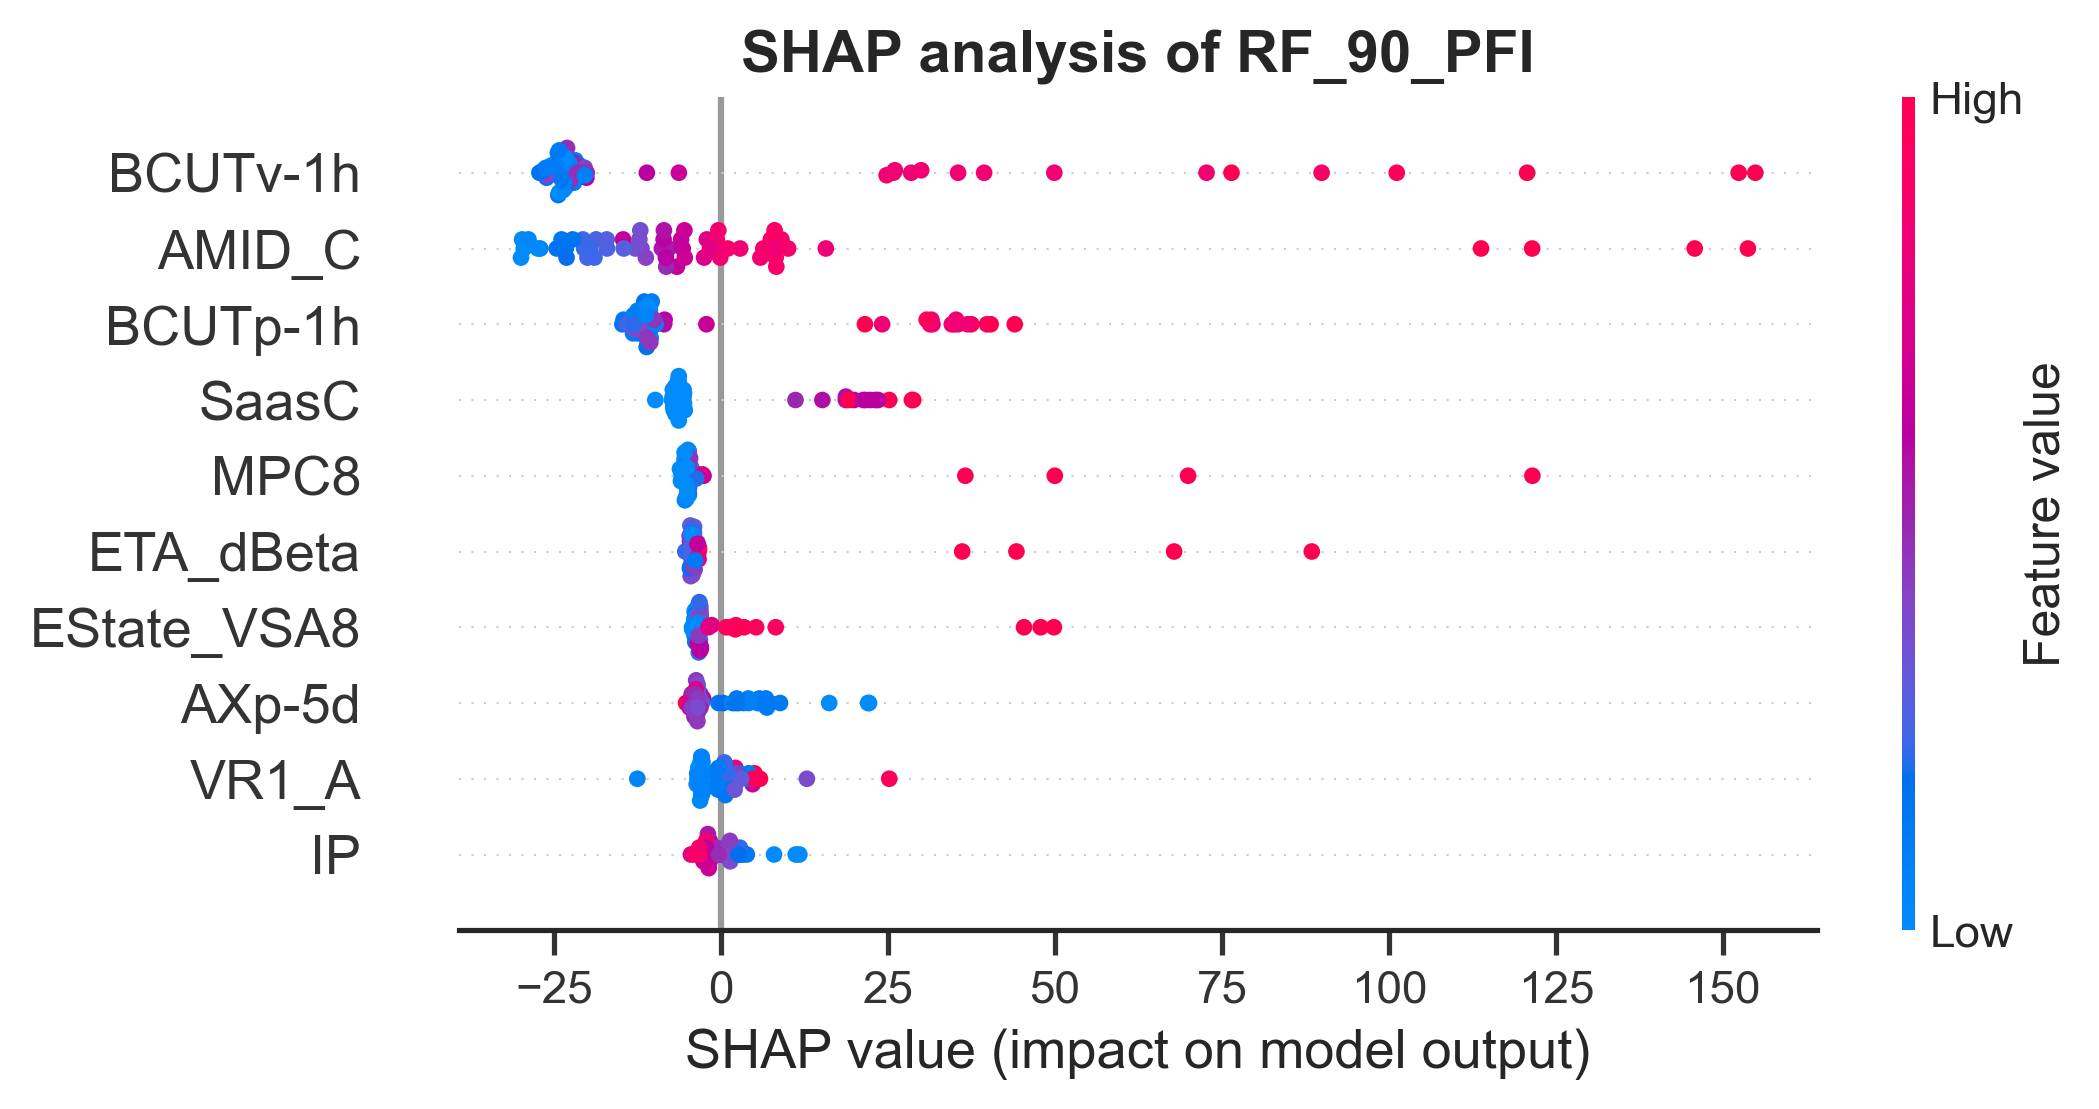 SHAP analysis of RF_90_PFI
High
BCUTv-1h
AMID_C
BCUTp-1h
SaasC
MPC8
ETA_dBeta
EState_VSA8
AXp-5d
VR1_A
IP
Feature value
Low
−25 0 25 50 75 100 125 150
SHAP value (impact on model output)